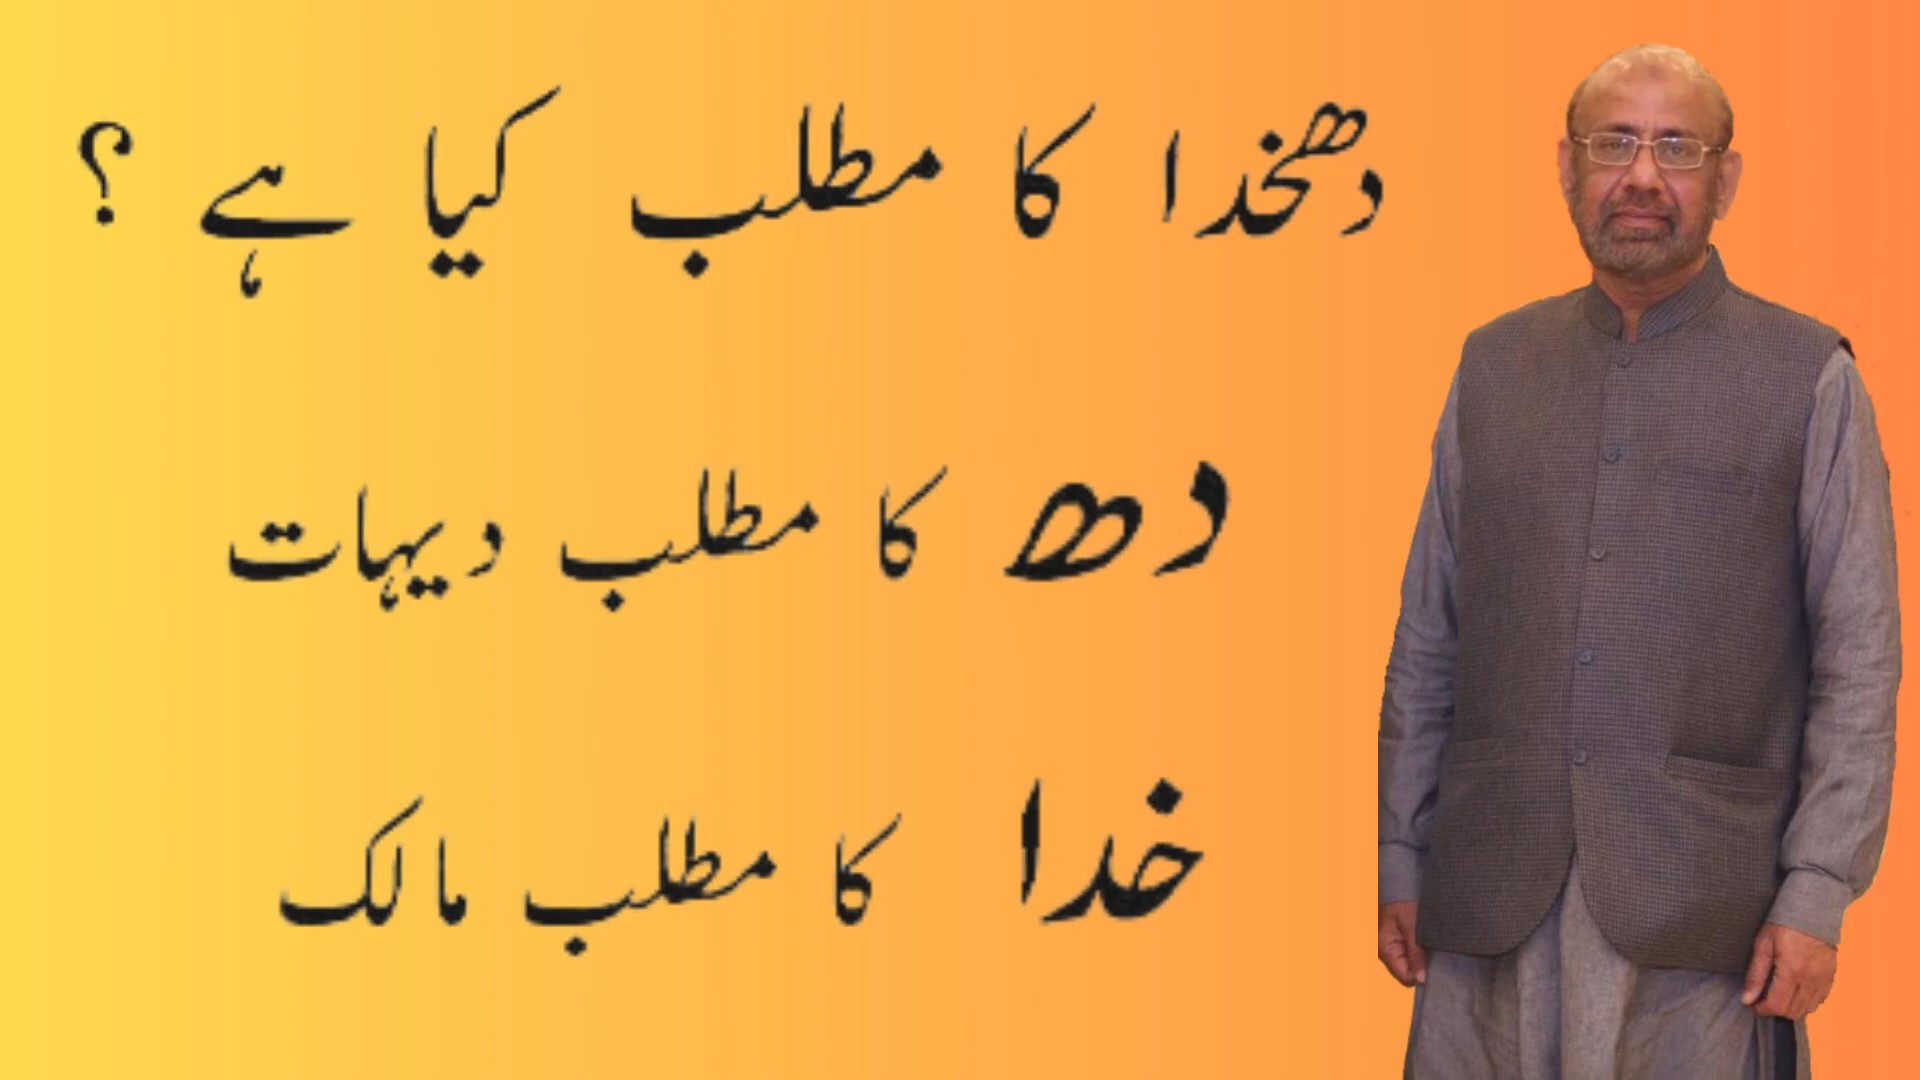 دھخدا کا مطلب کیا ہے ؟
دھ کا مطلب دیہات
خدا کا مطلب مالک